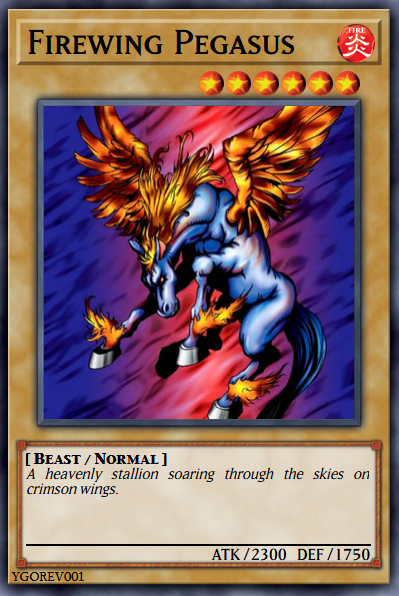 Firewing Pegasus
FIRE
炎
[ Beast / Normal ]
A heavenly stallion soaring through the skies on
crimson wings.
ATK / 2300 DEF / 1750
YGOREV001